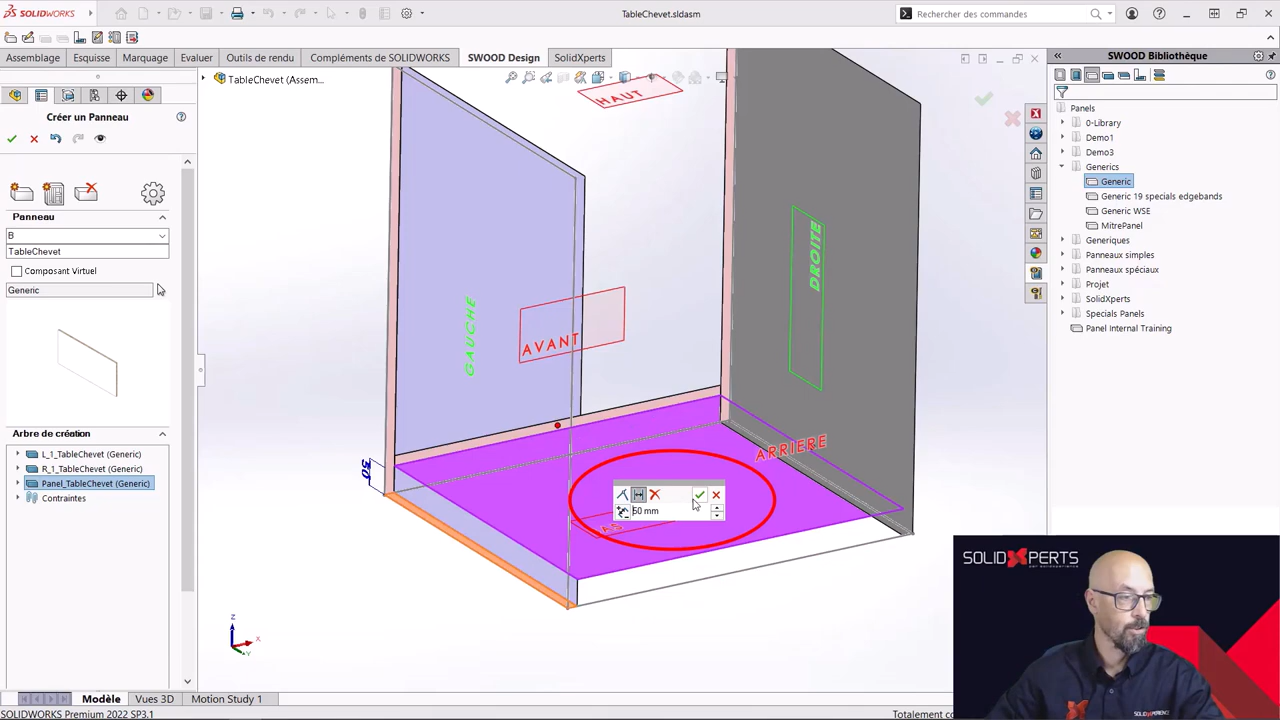 SOLIDWORKS
TableChevet.sldasm
Rechercher des commandes
Assemblage
Esquisse
Marquage
Evaluer
Outils de rendu
Compléments de SOLIDWORKS
SWOOD Design
SolidXperts
SWOOD Bibliothèque
TableChevet (Assem...
Créer un Panneau
Panneau
B
TableChevet
Composant Virtuel
Generic
Arbre de création
L_1_TableChevet (Generic)
R_1_TableChevet (Generic)
Panel_TableChevet (Generic)
Contraintes
HAUT
DROITE
GAUCHE
AVANT
ARRIERE
50
50 mm
AS
Z
X
Y
Panels
0-Library
Demo1
Demo3
Generics
Generic
Generic 19 specials edgebands
Generic WSE
MitrePanel
Generiques
Panneaux simples
Panneaux spéciaux
Projet
SolidXperts
Specials Panels
Panel Internal Training
SOLIDXPERTS
Modèle
Vues 3D
Motion Study 1
SOLIDWORKS Premium 2022 SP3.1
Totalement co